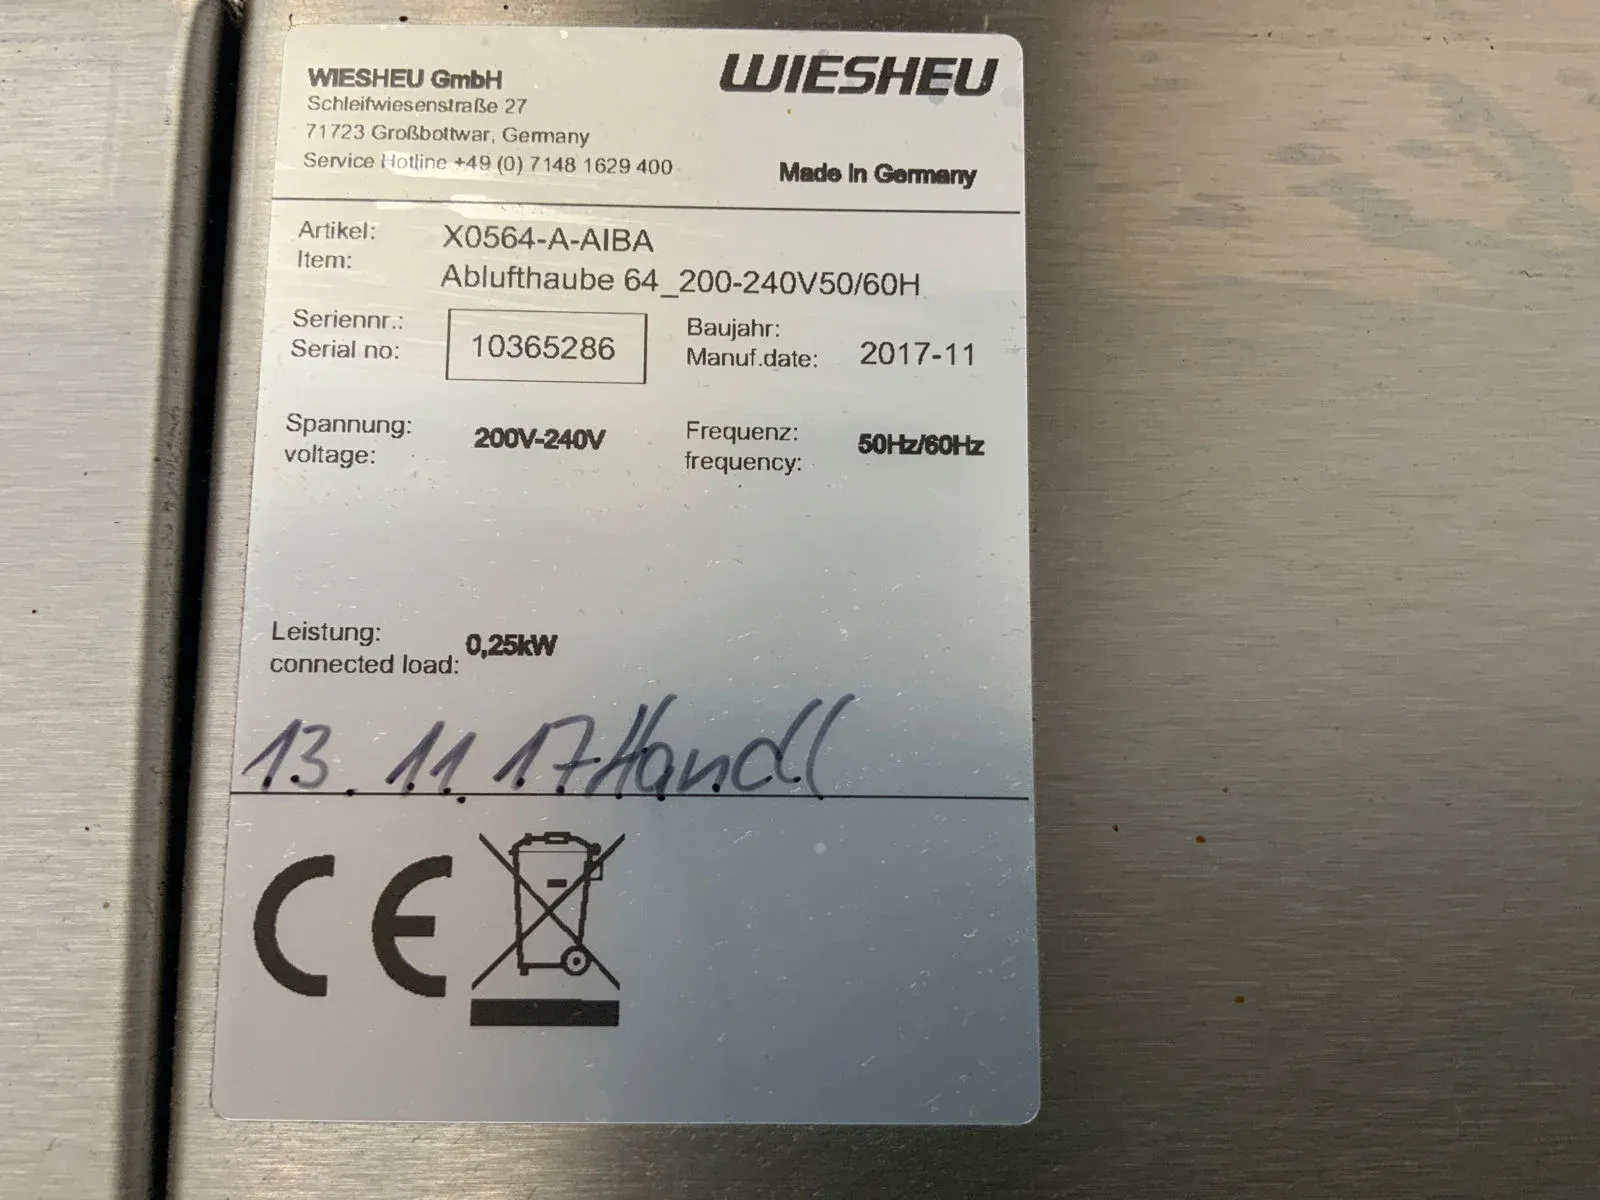 WIESHEU GmbH
Schleifwiesenstraße 27
71723 Großbottwar, Germany
Service Hotline +49 (0) 7148 1629 400
WIESHEU
Made In Germany
Artikel: X0564-A-AIBA
Item: Ablufthaube 64_200-240V50/60H
Seriennr.:
Serial no: 10365286
Baujahr:
Manuf.date: 2017-11
Spannung:
voltage: 200V-240V
Frequenz:
frequency: 50Hz/60Hz
Leistung:
connected load: 0,25kW
13.11.17 Handl
CE